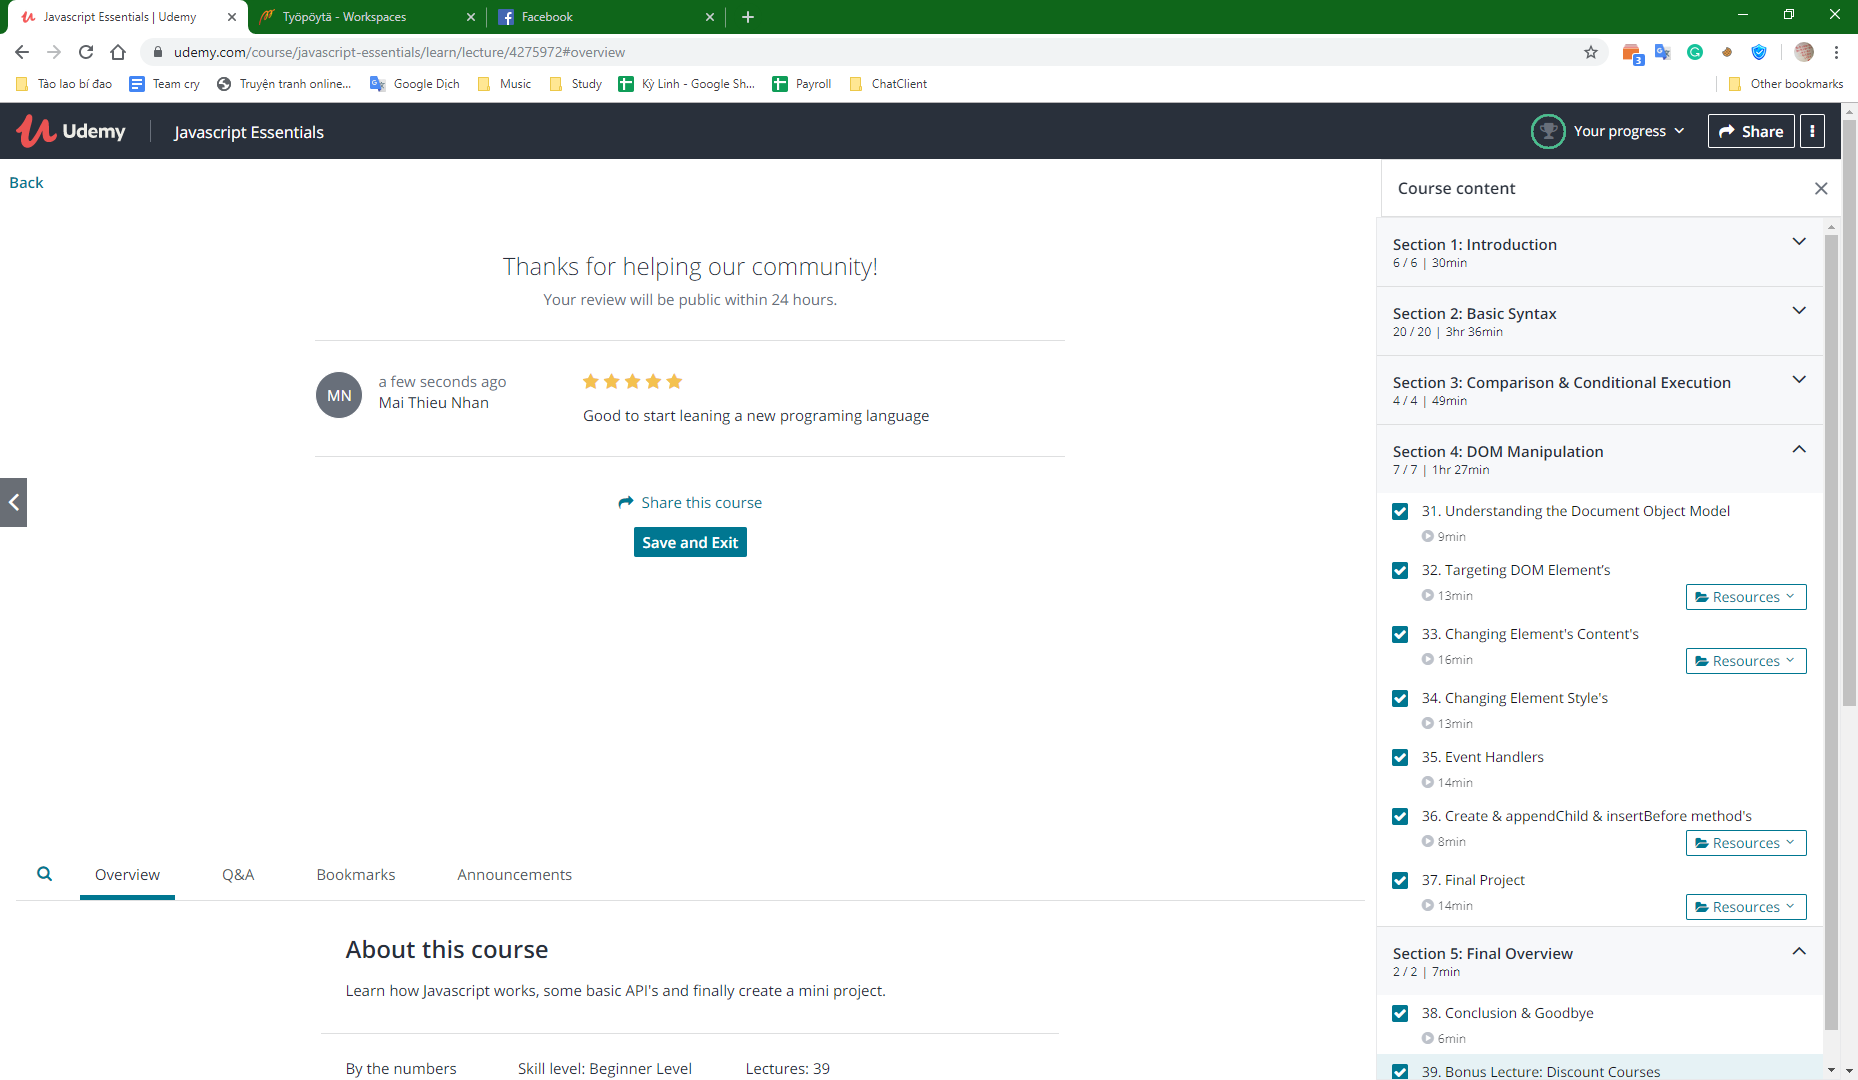 Javascript Essentials | Udemy
Työpöytä - Workspaces
Facebook
udemy.com/course/javascript-essentials/learn/lecture/4275972#overview
3
Tào lao bí đao
Team cry
Truyện tranh online...
Google Dịch
Music
Study
Kỳ Linh - Google Sh...
Payroll
ChatClient
Other bookmarks
Udemy
Javascript Essentials
Your progress
Share
Back
Thanks for helping our community!
Your review will be public within 24 hours.
MN
a few seconds ago
Mai Thieu Nhan
Good to start leaning a new programing language
Share this course
Save and Exit
Overview
Q&A
Bookmarks
Announcements
About this course
Learn how Javascript works, some basic API's and finally create a mini project.
By the numbers
Skill level: Beginner Level
Lectures: 39
Course content
Section 1: Introduction
6 / 6 | 30min
Section 2: Basic Syntax
20 / 20 | 3hr 36min
Section 3: Comparison & Conditional Execution
4 / 4 | 49min
Section 4: DOM Manipulation
7 / 7 | 1hr 27min
31. Understanding the Document Object Model
9min
32. Targeting DOM Element's
13min
Resources
33. Changing Element's Content's
16min
Resources
34. Changing Element Style's
13min
35. Event Handlers
14min
36. Create & appendChild & insertBefore method's
8min
Resources
37. Final Project
14min
Resources
Section 5: Final Overview
2 / 2 | 7min
38. Conclusion & Goodbye
6min
39. Bonus Lecture: Discount Courses